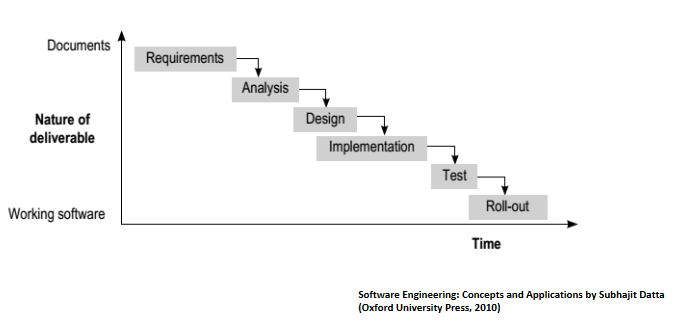 Documents
Requirements
Analysis
Nature of
deliverable
Design
Implementation
Test
Roll-out
Working software
Time
Software Engineering: Concepts and Applications by Subhajit Datta
(Oxford University Press, 2010)